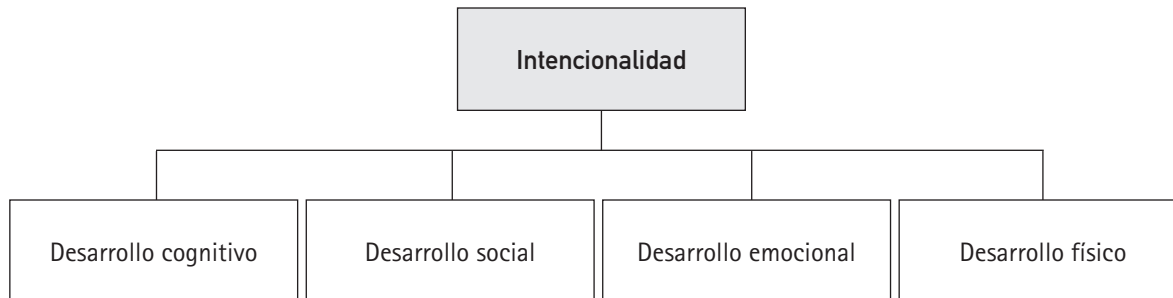 Intencionalidad
Desarrollo cognitivo
Desarrollo social
Desarrollo emocional
Desarrollo físico